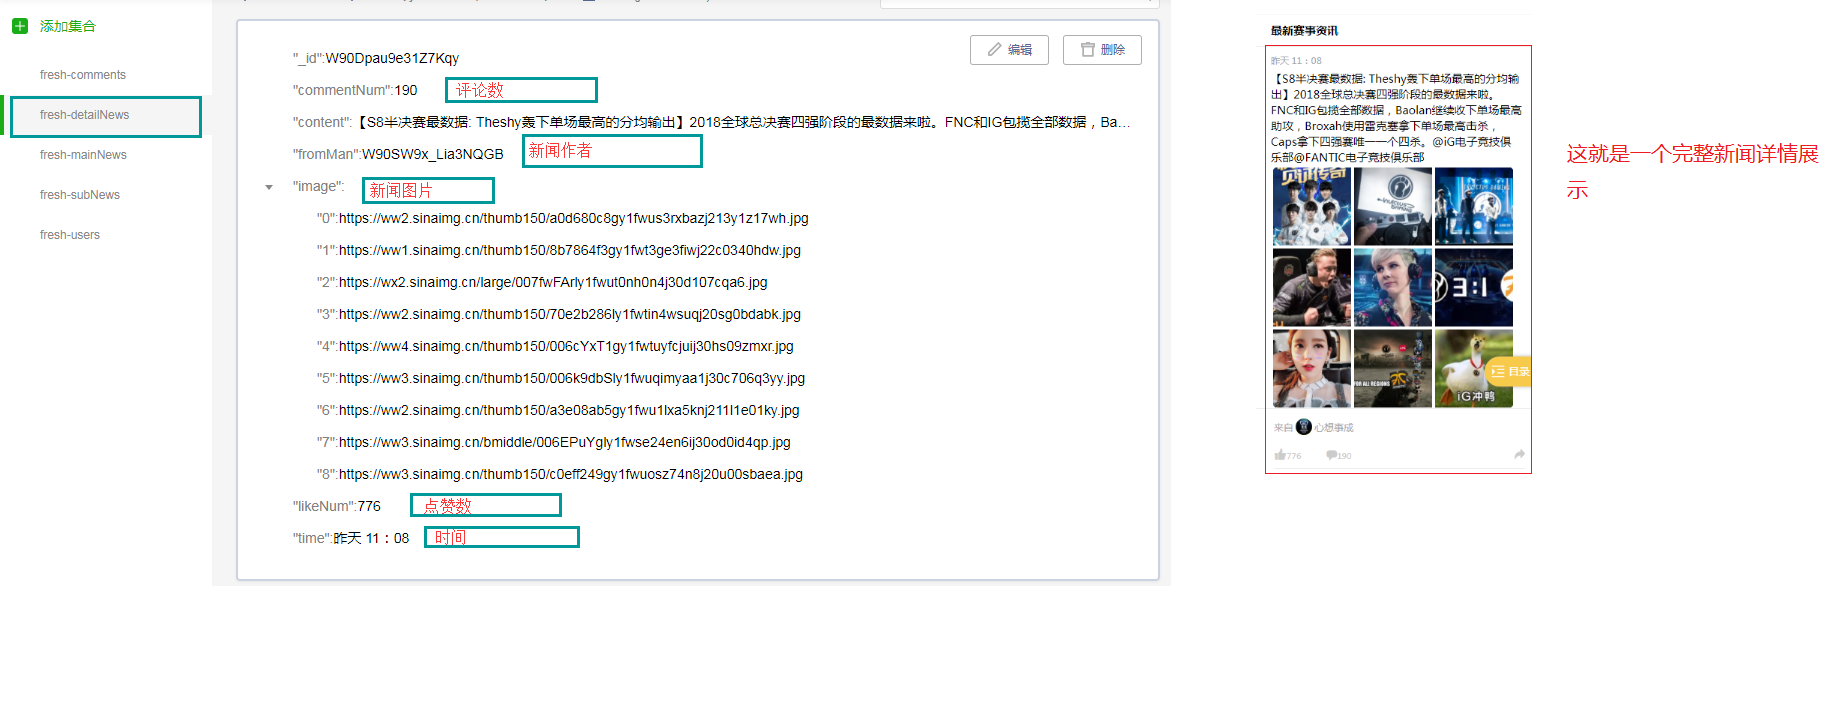 添加集合
fresh-comments
fresh-detailNews
fresh-mainNews
fresh-subNews
fresh-users
编辑
删除
"_id":W90Dpau9e31Z7Kqy
"commentNum":190
评论数
"content":【S8半决赛最数据: Theshy轰下单场最高的分均输出】2018全球总决赛四强阶段的最数据来啦。FNC和IG包揽全部数据，Ba...
"fromMan":W90SW9x_Lia3NQGB
新闻作者
"image":
新闻图片
"0":https://ww2.sinaimg.cn/thumb150/a0d680c8gy1fwus3rxbazj213y1z17wh.jpg
"1":https://ww1.sinaimg.cn/thumb150/8b7864f3gy1fwt3ge3fiwj22c0340hdw.jpg
"2":https://wx2.sinaimg.cn/large/007fwFArly1fwut0nh0n4j30d107cqa6.jpg
"3":https://ww2.sinaimg.cn/thumb150/70e2b286ly1fwtin4wsuqj20sg0bdabk.jpg
"4":https://ww4.sinaimg.cn/thumb150/006cYxT1gy1fwtuyfcjuij30hs09zmxr.jpg
"5":https://ww3.sinaimg.cn/thumb150/006k9dbSly1fwuqimyaa1j30c706q3yy.jpg
"6":https://ww2.sinaimg.cn/thumb150/a3e08ab5gy1fwu1lxa5knj211l1e01ky.jpg
"7":https://ww3.sinaimg.cn/bmiddle/006EPuYgly1fwse24en6ij30od0id4qp.jpg
"8":https://ww3.sinaimg.cn/thumb150/c0eff249gy1fwuosz74n8j20u00sbaea.jpg
"likeNum":776
点赞数
"time":昨天 11：08
时间
最新赛事资讯
昨天 11：08
【S8半决赛最数据: Theshy轰下单场最高的分均输
出】2018全球总决赛四强阶段的最数据来啦。
FNC和IG包揽全部数据，Baolan继续收下单场最高
助攻，Broxah使用雷克塞拿下单场最高击杀，
Caps拿下四强赛唯一一个四杀。@iG电子竞技俱
乐部@FANTIC电子竞技俱乐部
3:1
FOR ALL REGIONS
iG冲鸭
目录
来自 心想事成
776
190
这就是一个完整新闻详情展
示